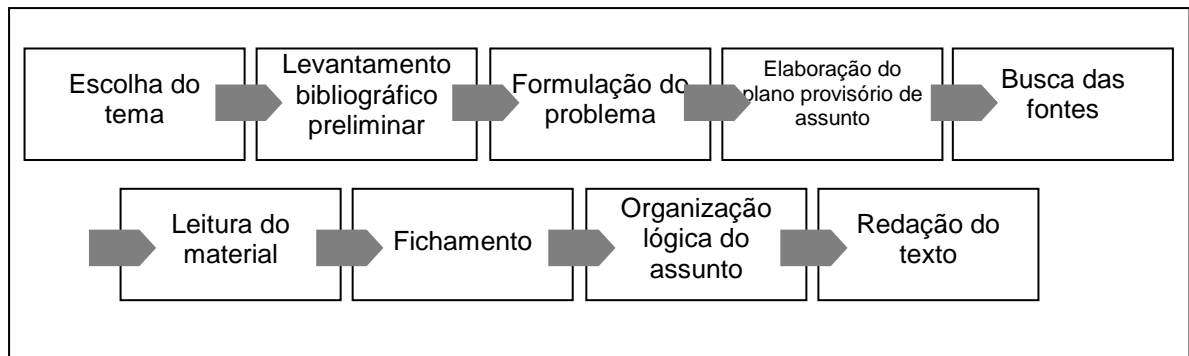 Escolha do
tema
Levantamento
bibliográfico
preliminar
Formulação do
problema
Elaboração do
plano provisório de
assunto
Busca das
fontes
Leitura do
material
Fichamento
Organização
lógica do
assunto
Redação do
texto